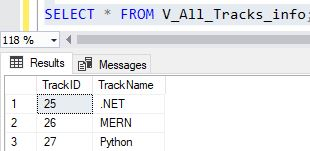 SELECT * FROM V_All_Tracks_info;
118 %
Results Messages
TrackID TrackName
1 25 .NET
2 26 MERN
3 27 Python